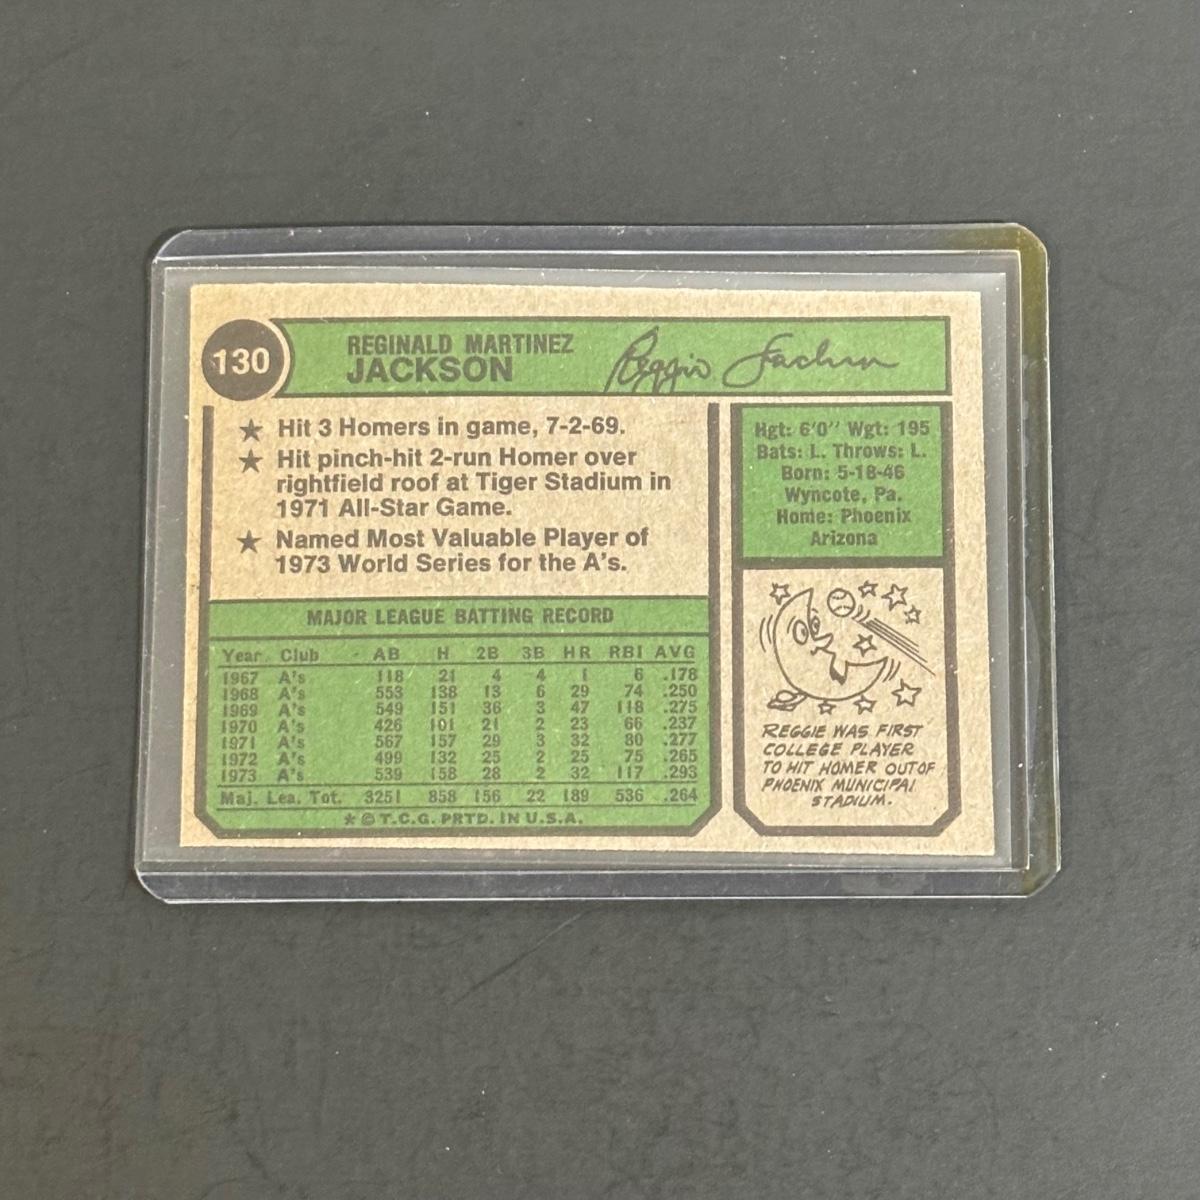 130
REGINALD MARTINEZ
JACKSON
Reggie Jackson
★ Hit 3 Homers in game, 7-2-69.
★ Hit pinch-hit 2-run Homer over
rightfield roof at Tiger Stadium in
1971 All-Star Game.
★ Named Most Valuable Player of
1973 World Series for the A's.
MAJOR LEAGUE BATTING RECORD
Year Club AB H 2B 3B HR RBI AVG
1967 A's 118 21 4 4 1 6 .178
1968 A's 553 138 13 6 29 74 .250
1969 A's 549 151 36 3 47 118 .275
1970 A's 426 101 21 2 23 66 .237
1971 A's 567 157 29 3 32 80 .277
1972 A's 499 132 25 2 25 75 .265
1973 A's 539 158 28 2 32 117 .293
Maj. Lea. Tot. 3251 858 156 22 189 536 .264
★ © T.C.G. PRTD. IN U.S.A.
Hgt: 6'0" Wgt: 195
Bats: L. Throws: L.
Born: 5-18-46
Wyncote, Pa.
Home: Phoenix
Arizona
REGGIE WAS FIRST
COLLEGE PLAYER
TO HIT HOMER OUT OF
PHOENIX MUNICIPAL
STADIUM.